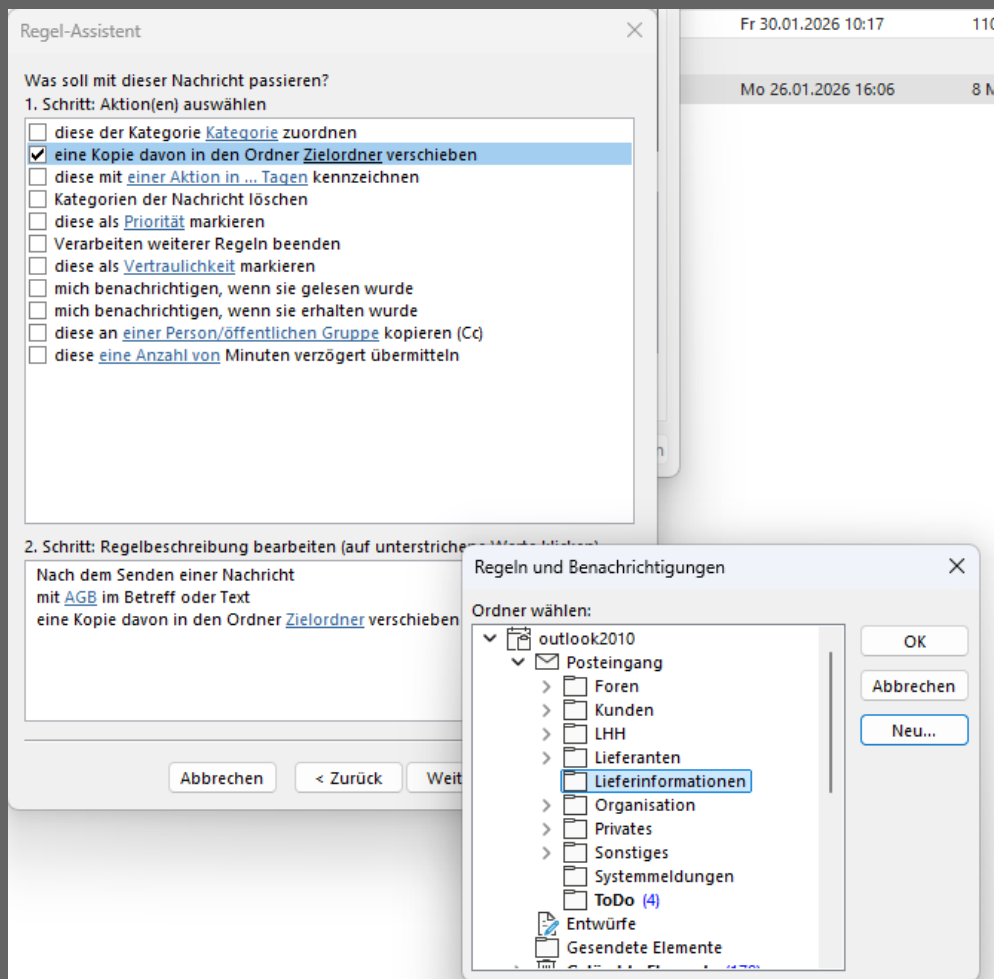 Regel-Assistent
Fr 30.01.2026 10:17
110
Mo 26.01.2026 16:06
8
Was soll mit dieser Nachricht passieren?
1. Schritt: Aktion(en) auswählen
diese der Kategorie Kategorie zuordnen
eine Kopie davon in den Ordner Zielordner verschieben
diese mit einer Aktion in ... Tagen kennzeichnen
Kategorien der Nachricht löschen
diese als Priorität markieren
Verarbeiten weiterer Regeln beenden
diese als Vertraulichkeit markieren
mich benachrichtigen, wenn sie gelesen wurde
mich benachrichtigen, wenn sie erhalten wurde
diese an einer Person/öffentlichen Gruppe kopieren (Cc)
diese eine Anzahl von Minuten verzögert übermitteln
2. Schritt: Regelbeschreibung bearbeiten (auf unterstrichene Werte klicken)
Nach dem Senden einer Nachricht
mit AGB im Betreff oder Text
eine Kopie davon in den Ordner Zielordner verschieben
Abbrechen
< Zurück
Weit
Regeln und Benachrichtigungen
Ordner wählen:
outlook2010
Posteingang
Foren
Kunden
LHH
Lieferanten
Lieferinformationen
Organisation
Privates
Sonstiges
Systemmeldungen
ToDo (4)
Entwürfe
Gesendete Elemente
OK
Abbrechen
Neu...